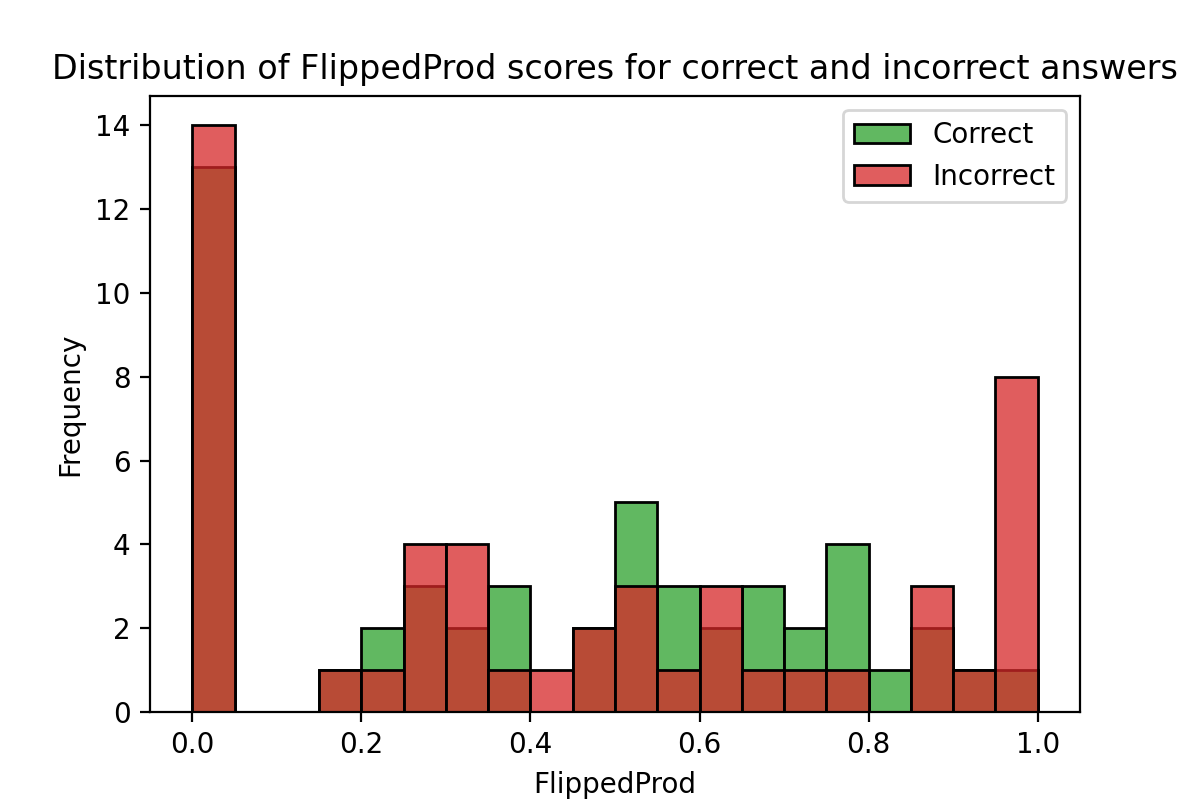 Distribution of FlippedProd scores for correct and incorrect answers
Correct
Incorrect
14
12
10
8
6
4
2
0
Frequency
0.0 0.2 0.4 0.6 0.8 1.0
FlippedProd